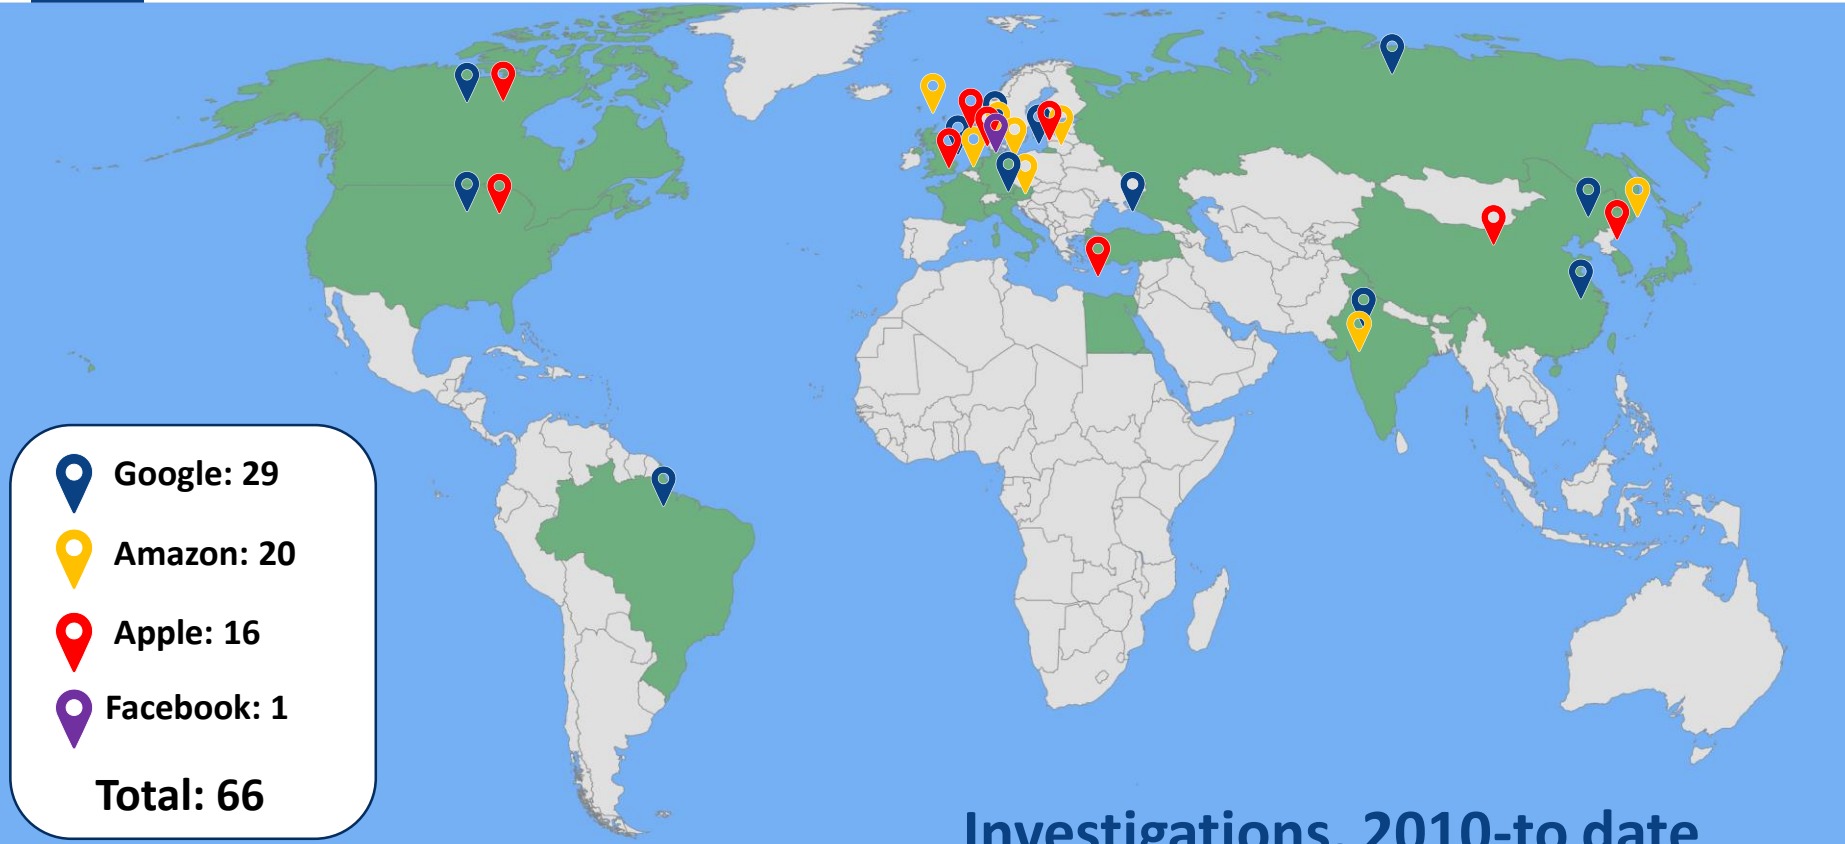 Google: 29
Amazon: 20
Apple: 16
Facebook: 1
Total: 66
Investigations, 2010-to date